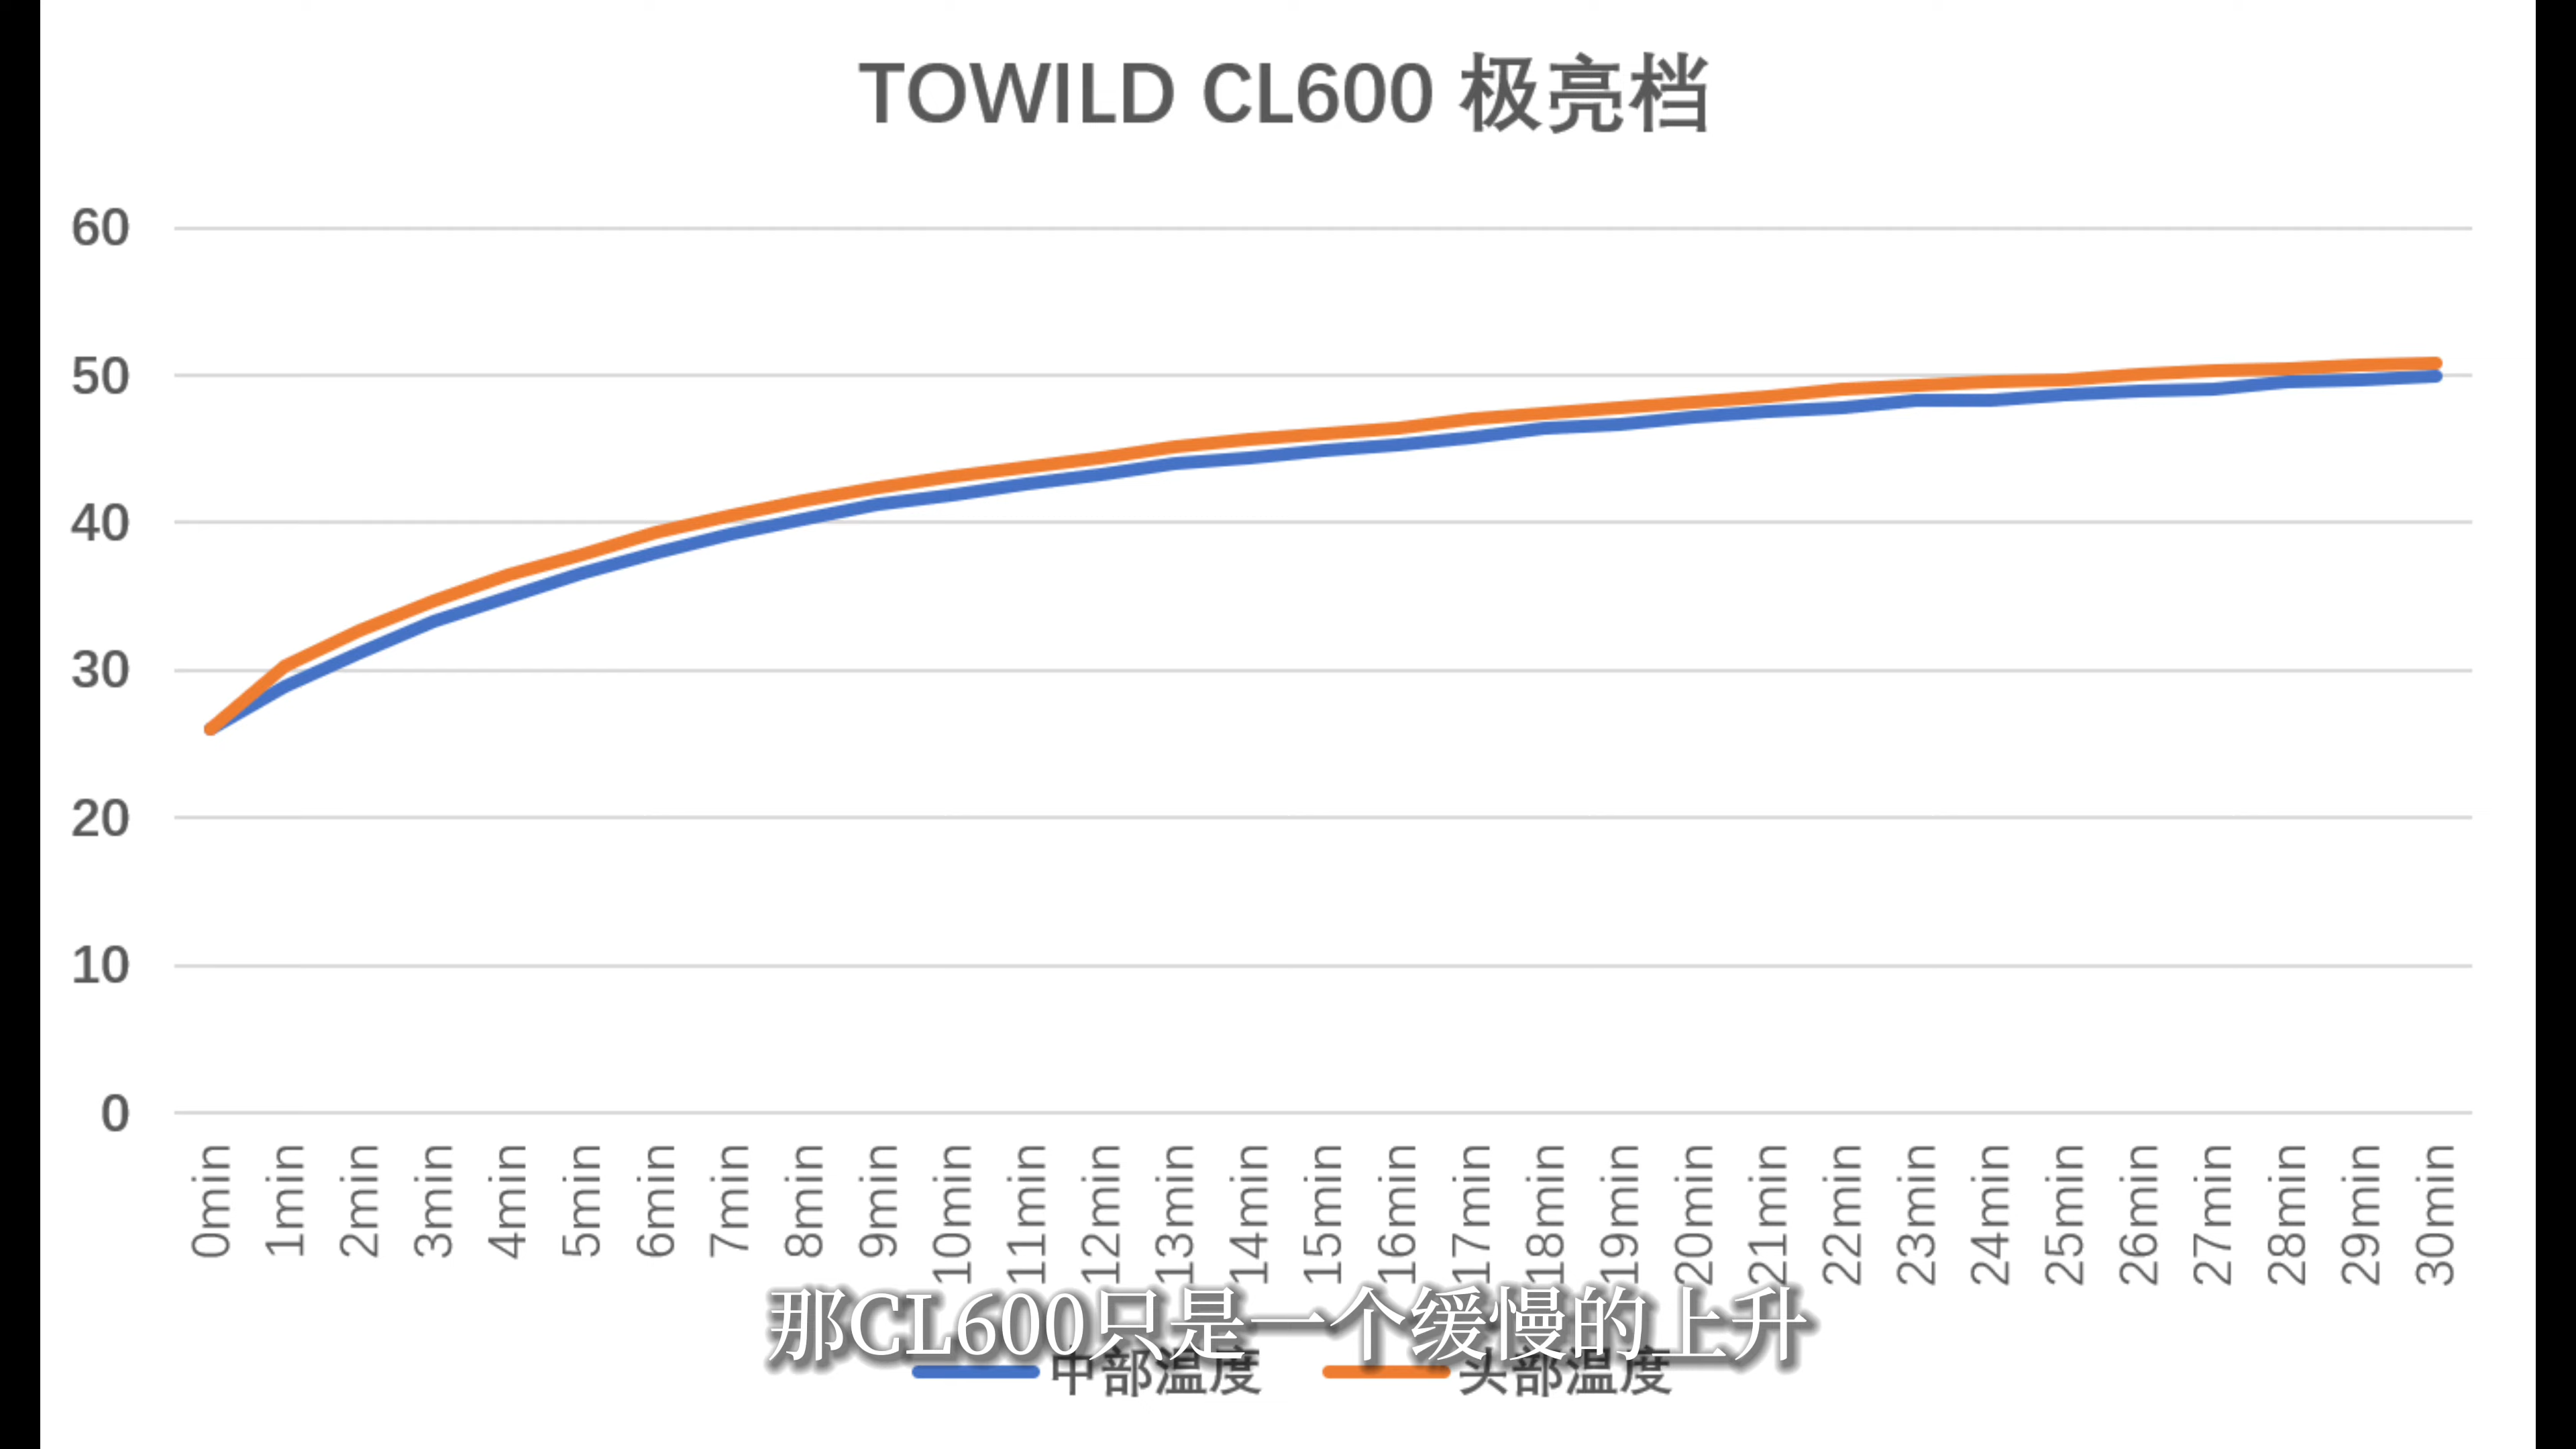 TOWILD CL600 极亮档
60
50
40
30
20
10
0
0min 1min 2min 3min 4min 5min 6min 7min 8min 9min 10min 11min 12min 13min 14min 15min 16min 17min 18min 19min 20min 21min 22min 23min 24min 25min 26min 27min 28min 29min 30min
那CL600只是一个缓慢的上升
中部温度 头部温度